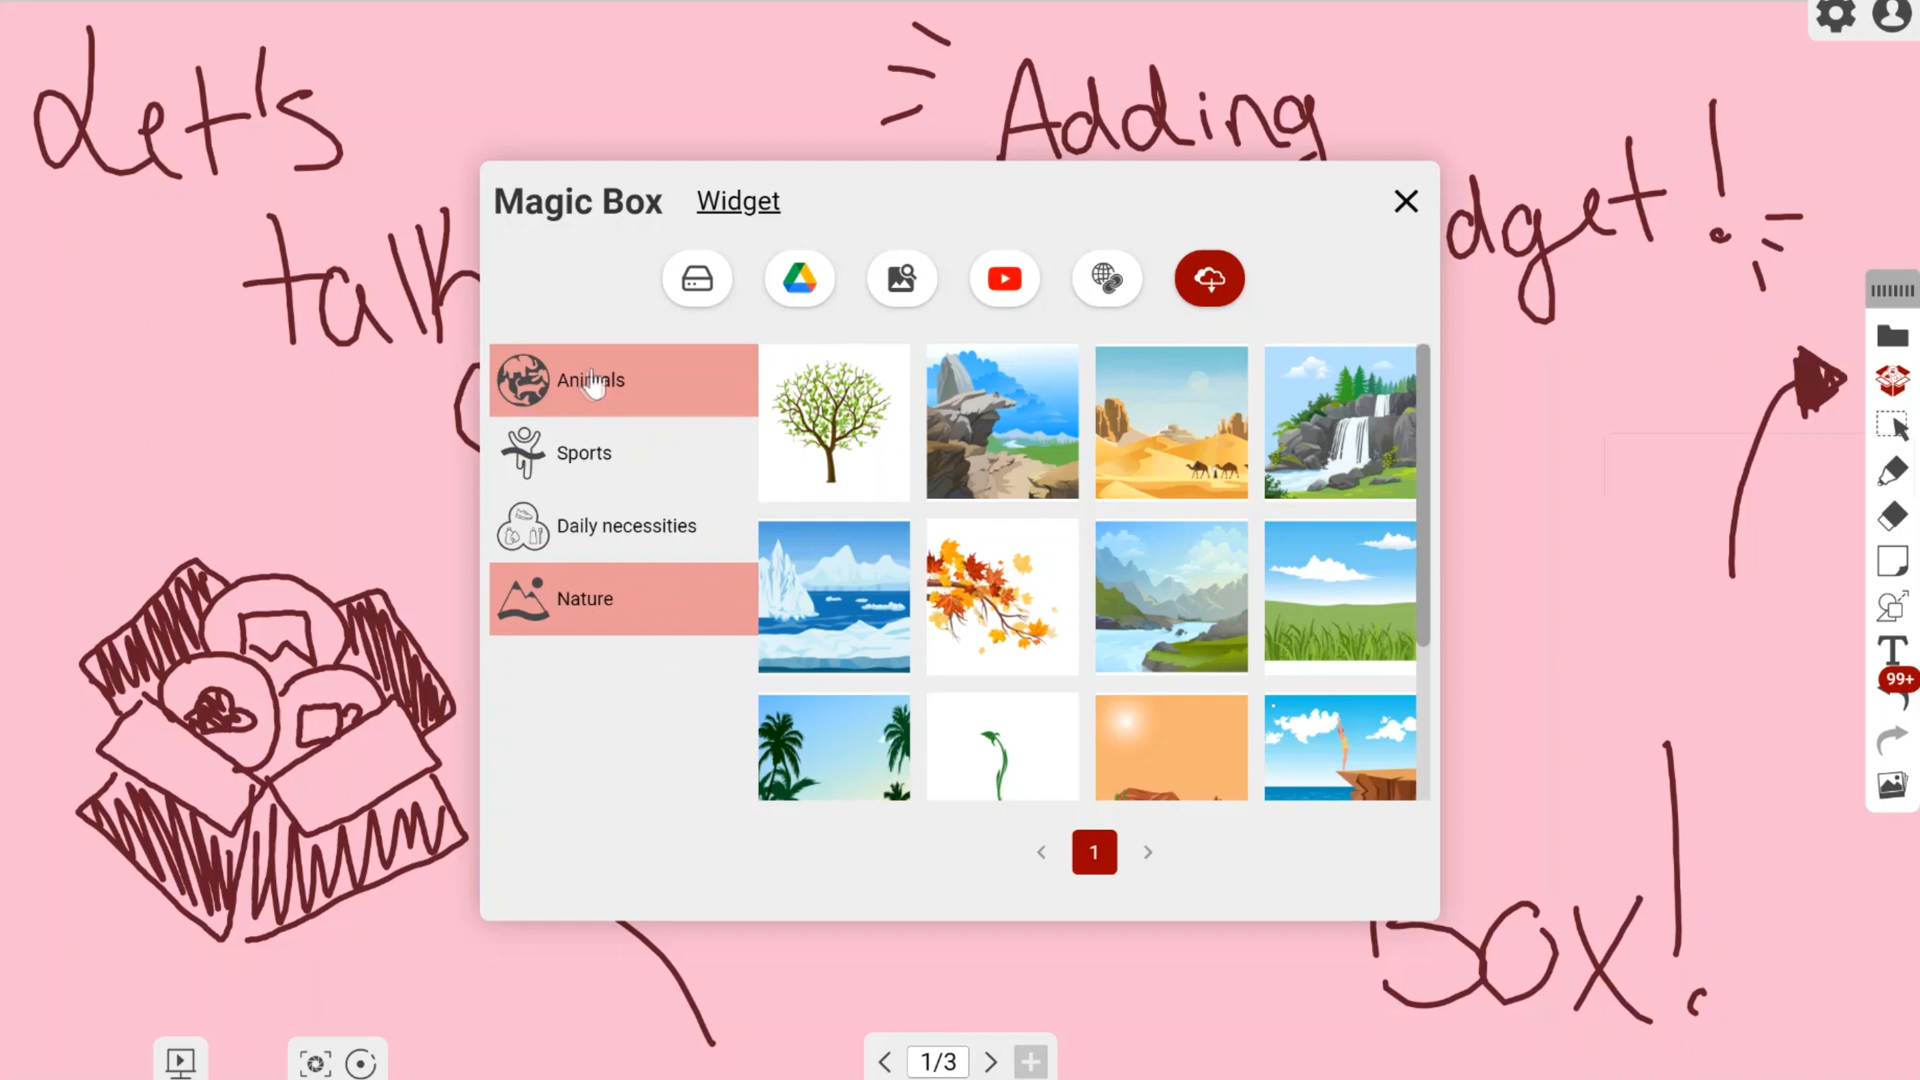 Let's
Adding
talk
dget!
Magic Box Widget
Animals
Sports
Daily necessities
Nature
99+
1
Box!
1/3